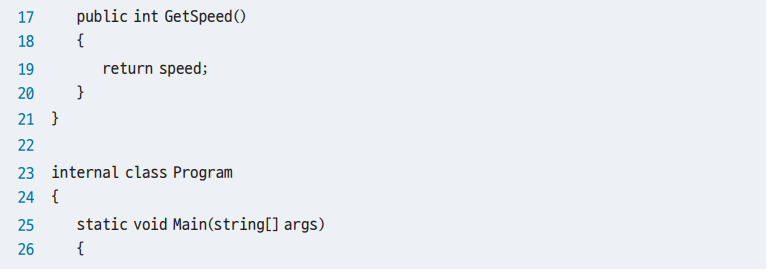 17 public int GetSpeed()
18 {
19 return speed;
20 }
21 }
22
23 internal class Program
24 {
25 static void Main(string[] args)
26 {